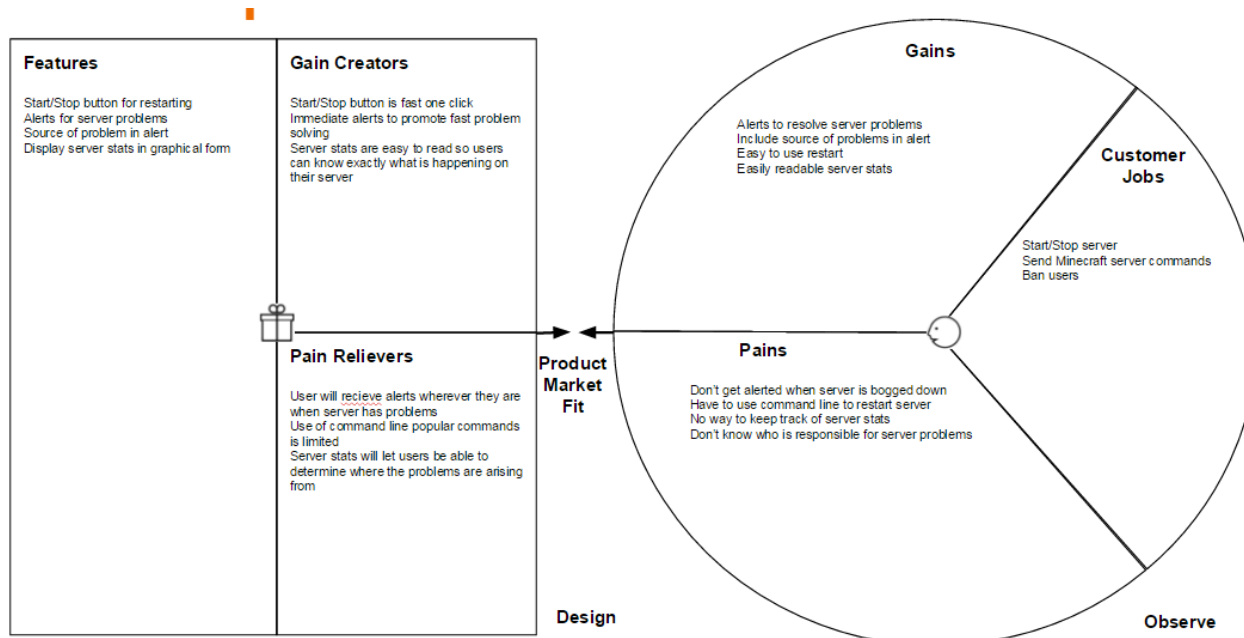 Features
Start/Stop button for restarting
Alerts for server problems
Source of problem in alert
Display server stats in graphical form
Gain Creators
Start/Stop button is fast one click
Immediate alerts to promote fast problem
solving
Server stats are easy to read so users
can know exactly what is happening on
their server
Pain Relievers
User will recieve alerts wherever they are
when server has problems
Use of command line popular commands
is limited
Server stats will let users be able to
determine where the problems are arising
from
Product
Market
Fit
Design
Gains
Alerts to resolve server problems
Include source of problems in alert
Easy to use restart
Easily readable server stats
Customer
Jobs
Start/Stop server
Send Minecraft server commands
Ban users
Pains
Don't get alerted when server is bogged down
Have to use command line to restart server
No way to keep track of server stats
Don't know who is responsible for server problems
Observe